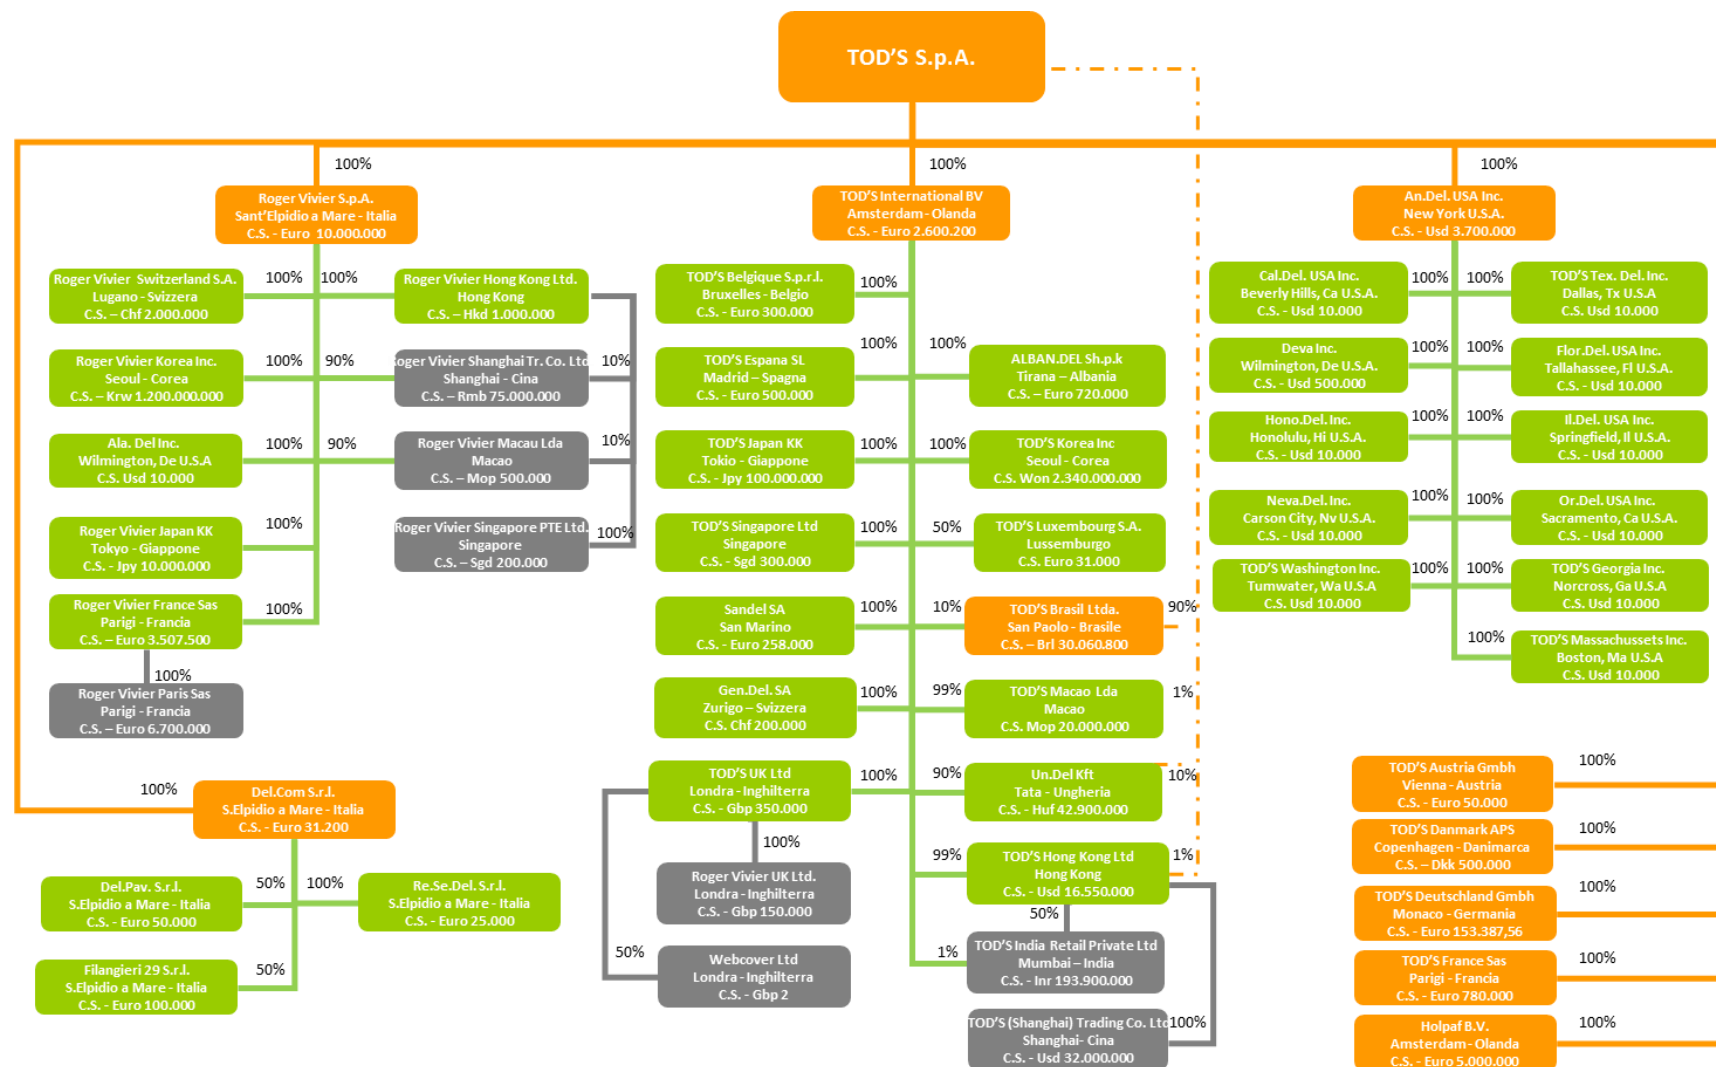 TOD'S S.p.A.
100%
100%
100%
Roger Vivier S.p.A.
Sant'Elpidio a Mare - Italia
C.S. - Euro 10.000.000
TOD'S International BV
Amsterdam - Olanda
C.S. - Euro 2.600.200
An.Del. USA Inc.
New York U.S.A.
C.S. - Usd 3.700.000
Roger Vivier Switzerland S.A.
Lugano - Svizzera
C.S. – Chf 2.000.000
100%
100%
Roger Vivier Hong Kong Ltd.
Hong Kong
C.S. – Hkd 1.000.000
Roger Vivier Korea Inc.
Seoul - Corea
C.S. – Krw 1.200.000.000
100%
90%
Roger Vivier Shanghai Tr. Co. Ltd
Shanghai - Cina
C.S. – Rmb 75.000.000
10%
Ala. Del Inc.
Wilmington, De U.S.A
C.S. Usd 10.000
100%
90%
Roger Vivier Macau Lda
Macao
C.S. – Mop 500.000
10%
Roger Vivier Japan KK
Tokyo - Giappone
C.S. - Jpy 10.000.000
100%
Roger Vivier Singapore PTE Ltd.
Singapore
C.S. – Sgd 200.000
100%
Roger Vivier France Sas
Parigi - Francia
C.S. – Euro 3.507.500
100%
100%
Roger Vivier Paris Sas
Parigi - Francia
C.S. – Euro 6.700.000
100%
Del.Com S.r.l.
S.Elpidio a Mare - Italia
C.S. - Euro 31.200
Del.Pav. S.r.l.
S.Elpidio a Mare - Italia
C.S. - Euro 50.000
50%
100%
Re.Se.Del. S.r.l.
S.Elpidio a Mare - Italia
C.S. - Euro 25.000
Filangieri 29 S.r.l.
S.Elpidio a Mare - Italia
C.S. - Euro 100.000
50%
TOD'S Belgique S.p.r.l.
Bruxelles - Belgio
C.S. - Euro 300.000
100%
TOD'S Espana SL
Madrid – Spagna
C.S. - Euro 500.000
100%
100%
ALBAN.DEL Sh.p.k
Tirana – Albania
C.S. – Euro 720.000
TOD'S Japan KK
Tokio - Giappone
C.S. - Jpy 100.000.000
100%
100%
TOD'S Korea Inc
Seoul - Corea
C.S. Won 2.340.000.000
TOD'S Singapore Ltd
Singapore
C.S. - Sgd 300.000
100%
50%
TOD'S Luxembourg S.A.
Lussemburgo
C.S. Euro 31.000
Sandel SA
San Marino
C.S. - Euro 258.000
100%
10%
TOD'S Brasil Ltda.
San Paolo - Brasile
C.S. – Brl 30.060.800
90%
Gen.Del. SA
Zurigo – Svizzera
C.S. Chf 200.000
100%
99%
TOD'S Macao Lda
Macao
C.S. Mop 20.000.000
1%
TOD'S UK Ltd
Londra - Inghilterra
C.S. - Gbp 350.000
100%
90%
Un.Del Kft
Tata - Ungheria
C.S. - Huf 42.900.000
10%
100%
Roger Vivier UK Ltd.
Londra - Inghilterra
C.S. - Gbp 150.000
99%
TOD'S Hong Kong Ltd
Hong Kong
C.S. - Usd 16.550.000
1%
50%
50%
Webcover Ltd
Londra - Inghilterra
C.S. - Gbp 2
1%
TOD'S India Retail Private Ltd
Mumbai – India
C.S. - Inr 193.900.000
TOD'S (Shanghai) Trading Co. Ltd
Shanghai- Cina
C.S. - Usd 32.000.000
100%
Cal.Del. USA Inc.
Beverly Hills, Ca U.S.A.
C.S. - Usd 10.000
100%
100%
TOD'S Tex. Del. Inc.
Dallas, Tx U.S.A
C.S. Usd 10.000
Deva Inc.
Wilmington, De U.S.A.
C.S. - Usd 500.000
100%
100%
Flor.Del. USA Inc.
Tallahassee, Fl U.S.A.
C.S. - Usd 10.000
Hono.Del. Inc.
Honolulu, Hi U.S.A.
C.S. - Usd 10.000
100%
100%
Il.Del. USA Inc.
Springfield, Il U.S.A.
C.S. - Usd 10.000
Neva.Del. Inc.
Carson City, Nv U.S.A.
C.S. - Usd 10.000
100%
100%
Or.Del. USA Inc.
Sacramento, Ca U.S.A.
C.S. - Usd 10.000
TOD'S Washington Inc.
Tumwater, Wa U.S.A
C.S. Usd 10.000
100%
100%
TOD'S Georgia Inc.
Norcross, Ga U.S.A
C.S. Usd 10.000
100%
TOD'S Massachussets Inc.
Boston, Ma U.S.A
C.S. Usd 10.000
TOD'S Austria Gmbh
Vienna - Austria
C.S. - Euro 50.000
100%
TOD'S Danmark APS
Copenhagen - Danimarca
C.S. – Dkk 500.000
100%
TOD'S Deutschland Gmbh
Monaco - Germania
C.S. - Euro 153.387,56
100%
TOD'S France Sas
Parigi - Francia
C.S. - Euro 780.000
100%
Holpaf B.V.
Amsterdam - Olanda
C.S. - Euro 5.000.000
100%